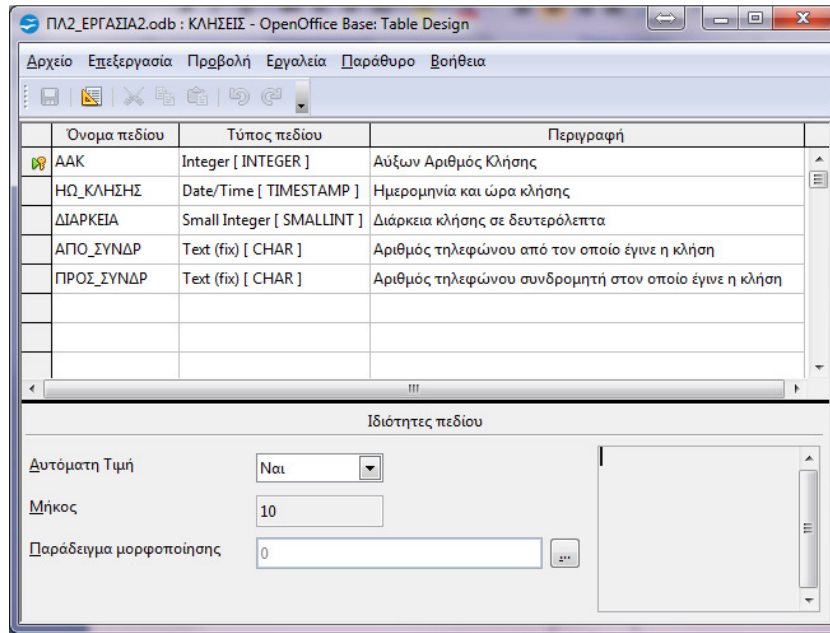 ΠΛ2_ΕΡΓΑΣΙΑ2.odb : ΚΛΗΣΕΙΣ - OpenOffice Base: Table Design
Αρχείο Επεξεργασία Προβολή Εργαλεία Παράθυρο Βοήθεια
Όνομα πεδίου Τύπος πεδίου Περιγραφή
ΑΑΚ Integer [ INTEGER ] Αύξων Αριθμός Κλήσης
ΗΩ_ΚΛΗΣΗΣ Date/Time [ TIMESTAMP ] Ημερομηνία και ώρα κλήσης
ΔΙΑΡΚΕΙΑ Small Integer [ SMALLINT ] Διάρκεια κλήσης σε δευτερόλεπτα
ΑΠΟ_ΣΥΝΔΡ Text (fix) [ CHAR ] Αριθμός τηλεφώνου από τον οποίο έγινε η κλήση
ΠΡΟΣ_ΣΥΝΔΡ Text (fix) [ CHAR ] Αριθμός τηλεφώνου συνδρομητή στον οποίο έγινε η κλήση
Ιδιότητες πεδίου
Αυτόματη Τιμή Ναι
Μήκος 10
Παράδειγμα μορφοποίησης 0 ...